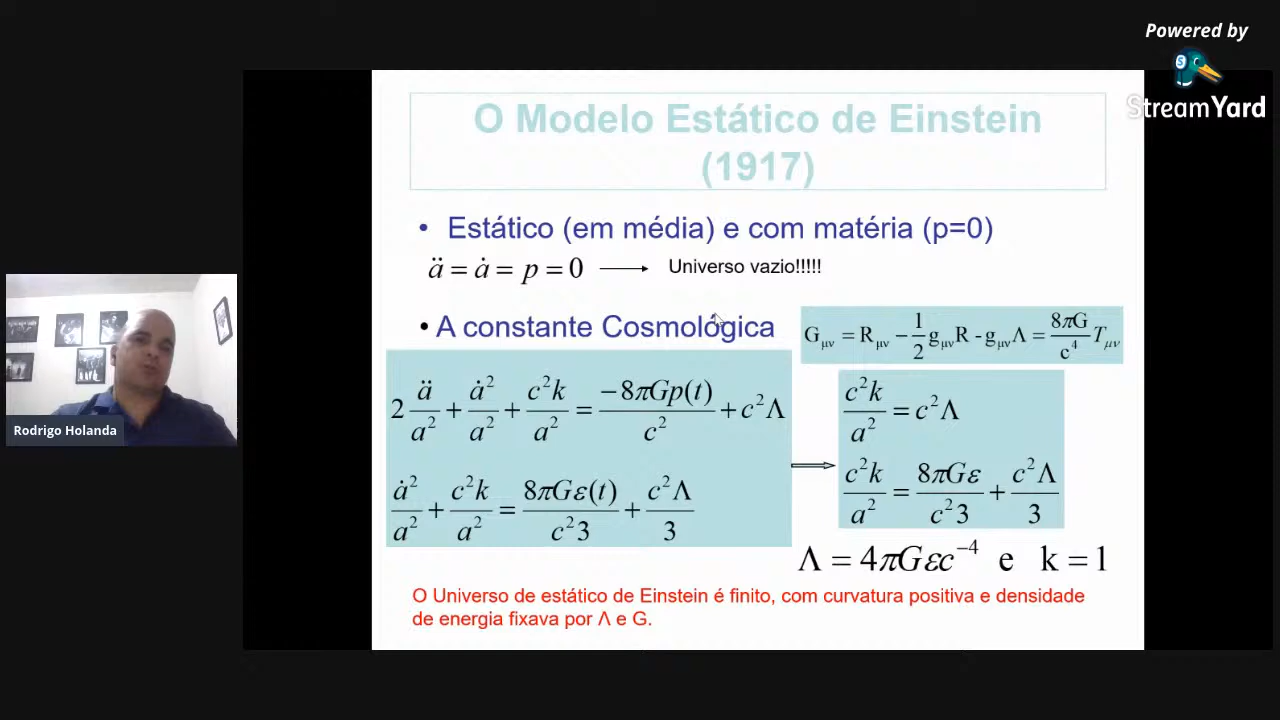 Powered by
StreamYard
O Modelo Estático de Einstein
(1917)
• Estático (em média) e com matéria (p=0)
ä = ȧ = p = 0 ⟶ Universo vazio!!!!!
• A constante Cosmológica
G_μν = R_μν − 1/2 g_μν R - g_μν Λ = 8πG/c⁴ T_μν
2 ä/a² + ȧ²/a² + c²k/a² = −8πGp(t)/c² + c²Λ
ȧ²/a² + c²k/a² = 8πGε(t)/c²3 + c²Λ/3
⟹
c²k/a² = c²Λ
c²k/a² = 8πGε/c²3 + c²Λ/3
Λ = 4πGεc⁻⁴ e k = 1
O Universo de estático de Einstein é finito, com curvatura positiva e densidade
de energia fixava por Λ e G.
Rodrigo Holanda